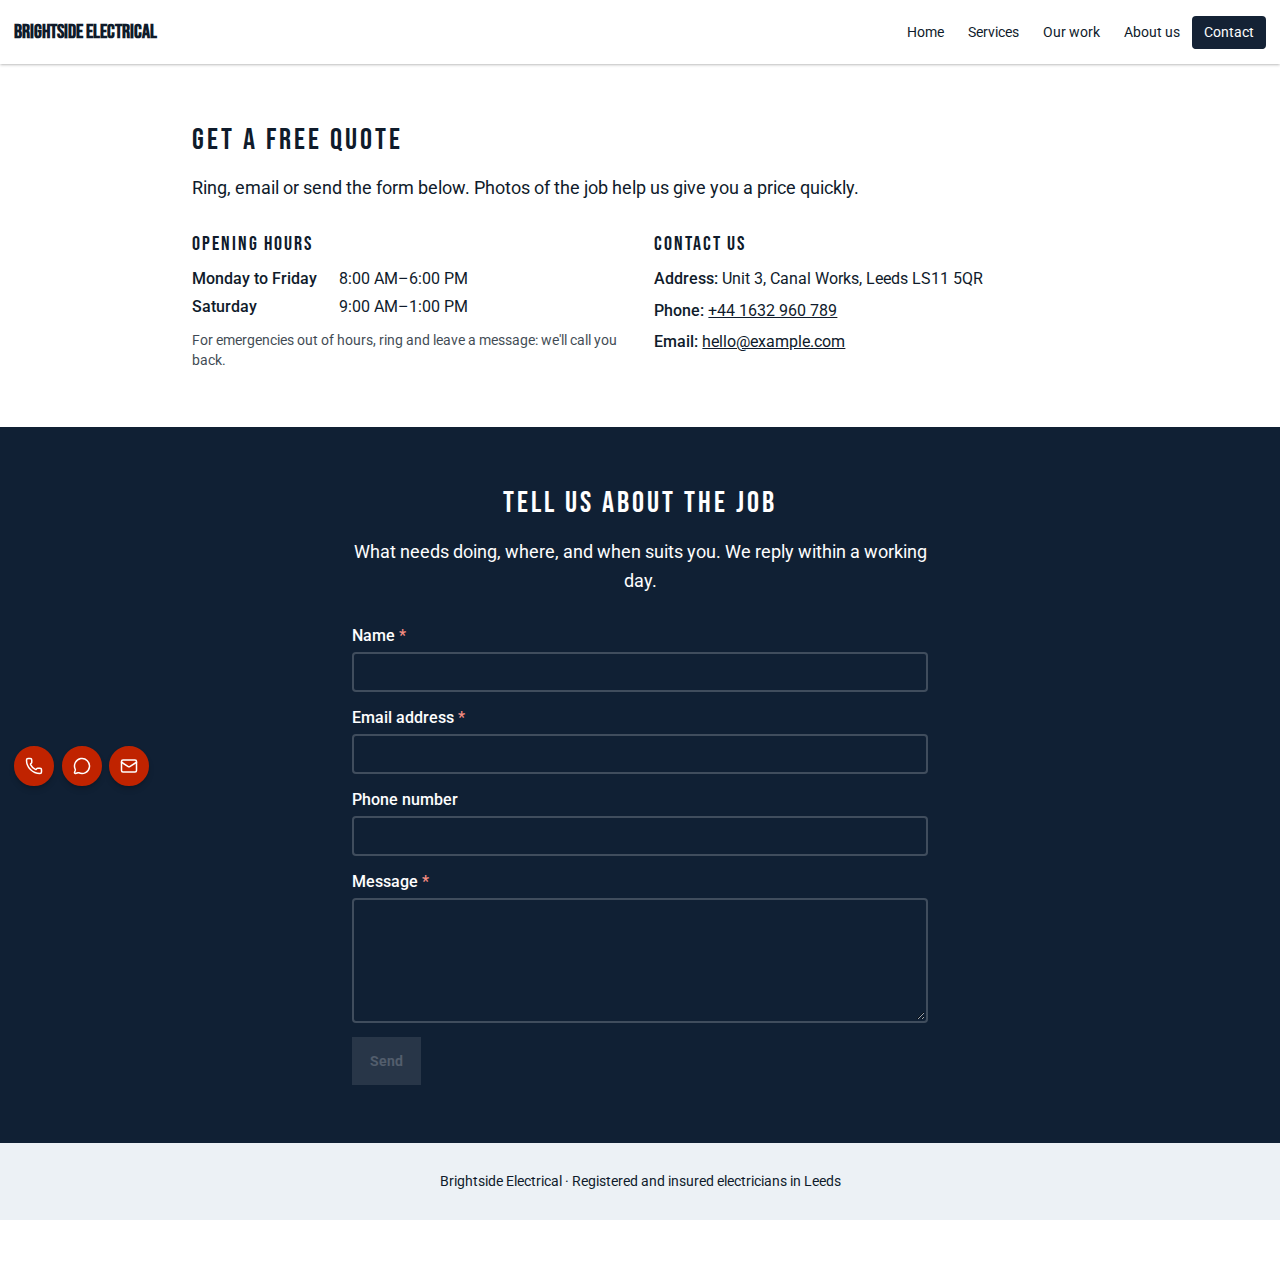 BRIGHTSIDE ELECTRICAL
Home
Services
Our work
About us
Contact
GET A FREE QUOTE
Ring, email or send the form below. Photos of the job help us give you a price quickly.
OPENING HOURS
Monday to Friday 8:00 AM–6:00 PM
Saturday 9:00 AM–1:00 PM
For emergencies out of hours, ring and leave a message: we'll call you
back.
CONTACT US
Address: Unit 3, Canal Works, Leeds LS11 5QR
Phone: +44 1632 960 789
Email: hello@example.com
TELL US ABOUT THE JOB
What needs doing, where, and when suits you. We reply within a working
day.
Name *
Email address *
Phone number
Message *
Send
Brightside Electrical · Registered and insured electricians in Leeds